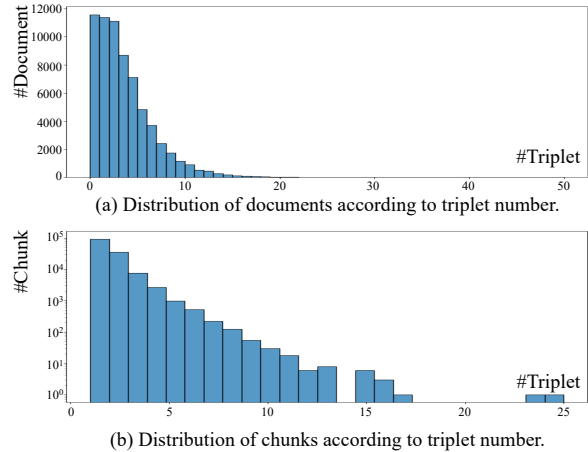 12000
10000
8000
6000
4000
2000
0
#Document
#Triplet
0 10 20 30 40 50
(a) Distribution of documents according to triplet number.
10⁵
10⁴
10³
10²
10¹
10⁰
#Chunk
#Triplet
0 5 10 15 20 25
(b) Distribution of chunks according to triplet number.